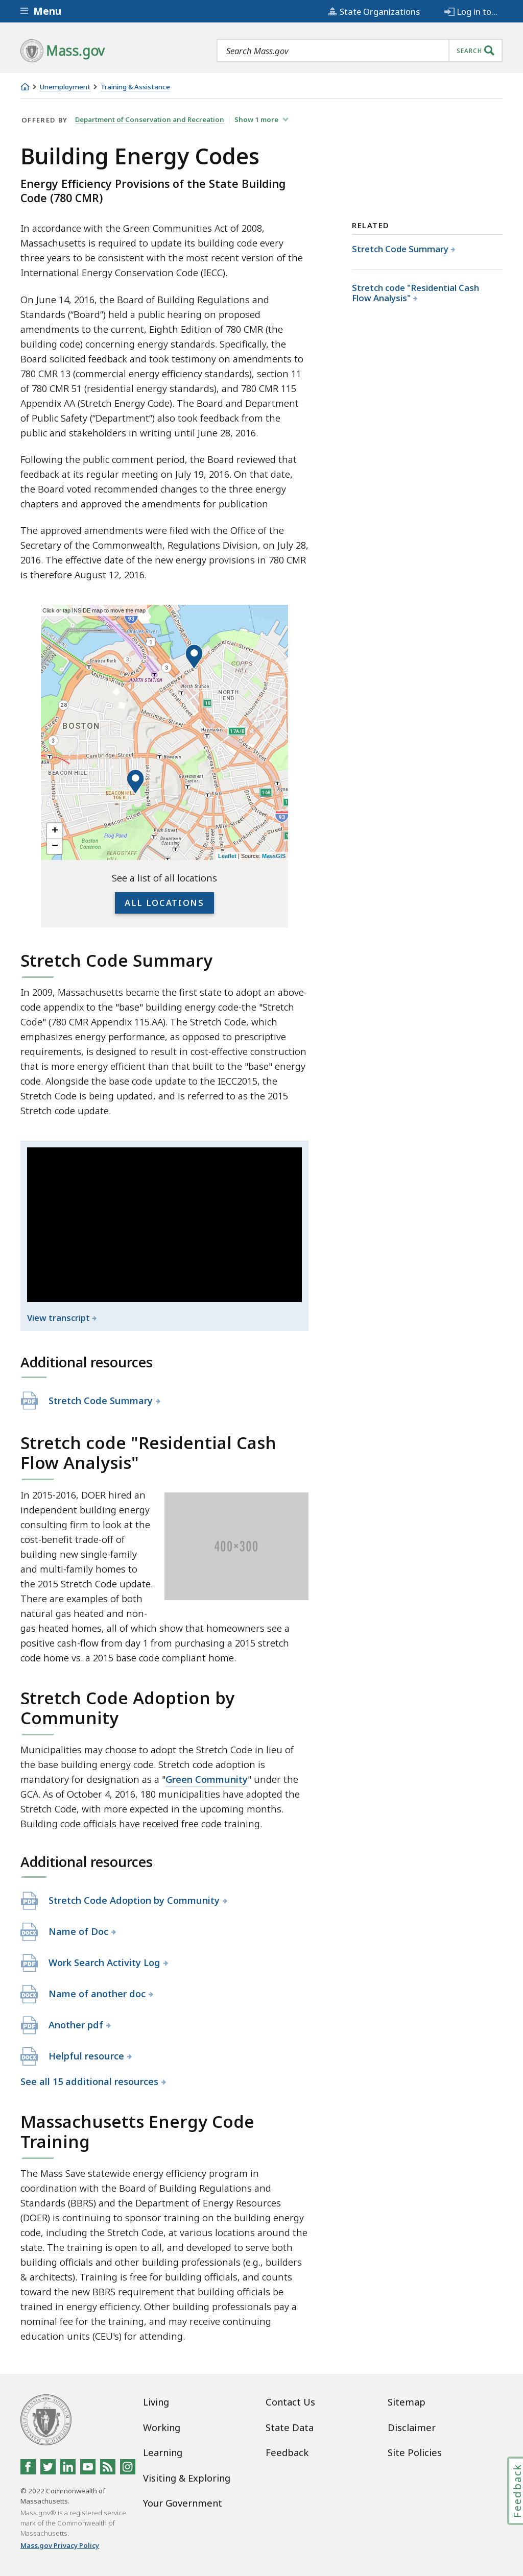 Menu
State Organizations
Log in to...
Mass.gov
Search Mass.gov
SEARCH
Unemployment
Training & Assistance
OFFERED BY Department of Conservation and Recreation Show 1 more
Building Energy Codes
Energy Efficiency Provisions of the State Building
Code (780 CMR)
In accordance with the Green Communities Act of 2008,
Massachusetts is required to update its building code every
three years to be consistent with the most recent version of the
International Energy Conservation Code (IECC).
On June 14, 2016, the Board of Building Regulations and
Standards (“Board”) held a public hearing on proposed
amendments to the current, Eighth Edition of 780 CMR (the
building code) concerning energy standards. Specifically, the
Board solicited feedback and took testimony on amendments to
780 CMR 13 (commercial energy efficiency standards), section 11
of 780 CMR 51 (residential energy standards), and 780 CMR 115
Appendix AA (Stretch Energy Code). The Board and Department
of Public Safety (“Department”) also took feedback from the
public and stakeholders in writing until June 28, 2016.
Following the public comment period, the Board reviewed that
feedback at its regular meeting on July 19, 2016. On that date,
the Board voted recommended changes to the three energy
chapters and approved the amendments for publication
The approved amendments were filed with the Office of the
Secretary of the Commonwealth, Regulations Division, on July 28,
2016. The effective date of the new energy provisions in 780 CMR
is therefore August 12, 2016.
RELATED
Stretch Code Summary
Stretch code "Residential Cash
Flow Analysis"
Click or tap INSIDE map to move the map
93
1
Science Park
3
3
NORTH STATION
COPPS
HILL
North Station
NORTH
END
28
1A
BOSTON
Haymarket
1A/B
3
Cambridge Street
Bowdoin
BEACON HILL
Government
Center
BEACON HILL
Park Street
Frog Pond
Boston
Common
Downtown
Crossing
93
+
−
Leaflet | Source: MassGIS
See a list of all locations
ALL LOCATIONS
Stretch Code Summary
In 2009, Massachusetts became the first state to adopt an above-
code appendix to the "base" building energy code-the "Stretch
Code" (780 CMR Appendix 115.AA). The Stretch Code, which
emphasizes energy performance, as opposed to prescriptive
requirements, is designed to result in cost-effective construction
that is more energy efficient than that built to the "base" energy
code. Alongside the base code update to the IECC2015, the
Stretch Code is being updated, and is referred to as the 2015
Stretch code update.
View transcript
Additional resources
PDF Stretch Code Summary
Stretch code "Residential Cash
Flow Analysis"
In 2015-2016, DOER hired an
independent building energy
consulting firm to look at the
cost-benefit trade-off of
building new single-family
and multi-family homes to
the 2015 Stretch Code update.
There are examples of both
natural gas heated and non-
gas heated homes, all of which show that homeowners see a
positive cash-flow from day 1 from purchasing a 2015 stretch
code home vs. a 2015 base code compliant home.
400×300
Stretch Code Adoption by
Community
Municipalities may choose to adopt the Stretch Code in lieu of
the base building energy code. Stretch code adoption is
mandatory for designation as a "Green Community" under the
GCA. As of October 4, 2016, 180 municipalities have adopted the
Stretch Code, with more expected in the upcoming months.
Building code officials have received free code training.
Additional resources
PDF Stretch Code Adoption by Community
DOCX Name of Doc
PDF Work Search Activity Log
DOCX Name of another doc
PDF Another pdf
DOCX Helpful resource
See all 15 additional resources
Massachusetts Energy Code
Training
The Mass Save statewide energy efficiency program in
coordination with the Board of Building Regulations and
Standards (BBRS) and the Department of Energy Resources
(DOER) is continuing to sponsor training on the building energy
code, including the Stretch Code, at various locations around the
state. The training is open to all, and developed to serve both
building officials and other building professionals (e.g., builders
& architects). Training is free for building officials, and counts
toward the new BBRS requirement that building officials be
trained in energy efficiency. Other building professionals pay a
nominal fee for the training, and may receive continuing
education units (CEU's) for attending.
Living
Working
Learning
Visiting & Exploring
Your Government
Contact Us
State Data
Feedback
Sitemap
Disclaimer
Site Policies
© 2022 Commonwealth of
Massachusetts.
Mass.gov® is a registered service
mark of the Commonwealth of
Massachusetts.
Mass.gov Privacy Policy
Feedback